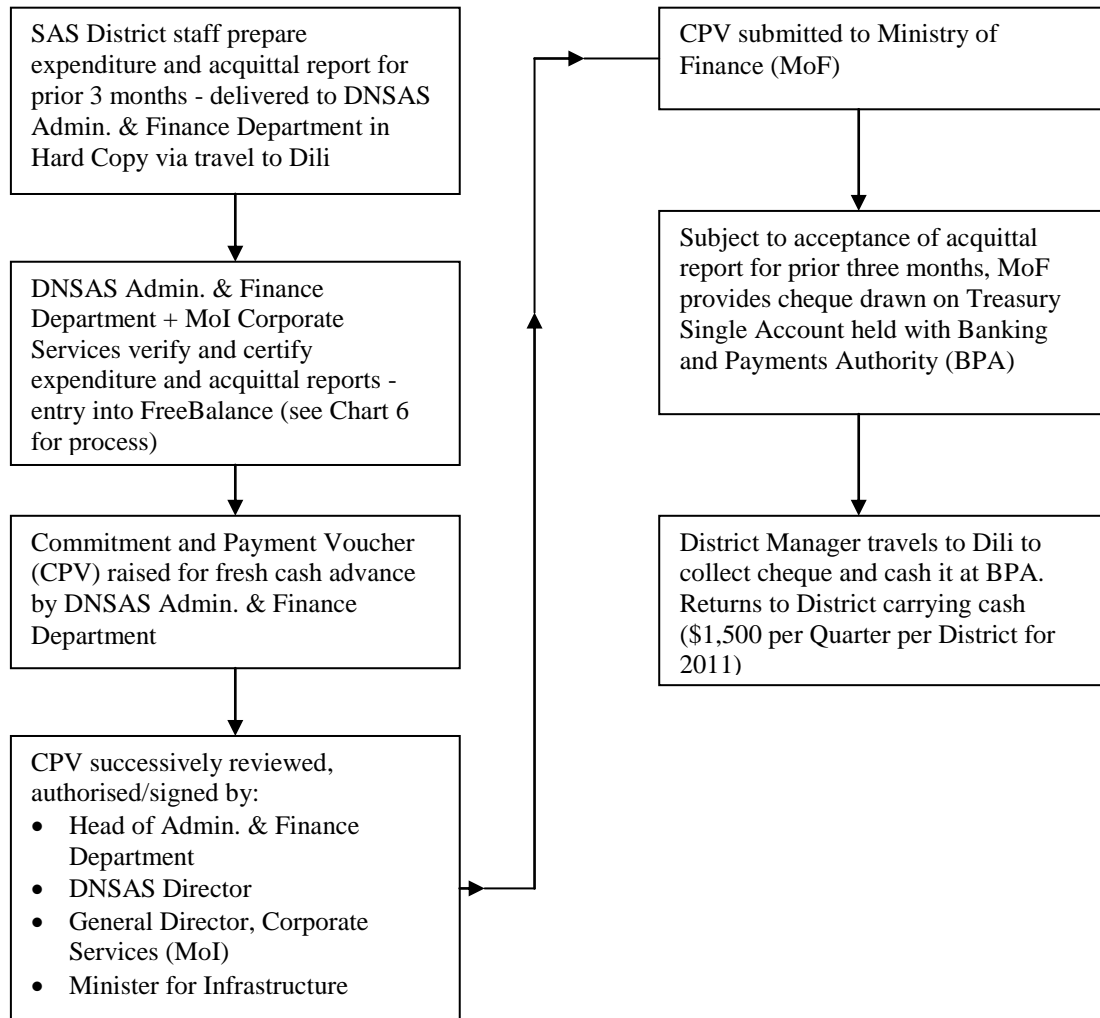 SAS District staff prepare
expenditure and acquittal report for
prior 3 months - delivered to DNSAS
Admin. & Finance Department in
Hard Copy via travel to Dili
DNSAS Admin. & Finance
Department + MoI Corporate
Services verify and certify
expenditure and acquittal reports -
entry into FreeBalance (see Chart 6
for process)
Commitment and Payment Voucher
(CPV) raised for fresh cash advance
by DNSAS Admin. & Finance
Department
CPV successively reviewed,
authorised/signed by:
• Head of Admin. & Finance
Department
• DNSAS Director
• General Director, Corporate
Services (MoI)
• Minister for Infrastructure
CPV submitted to Ministry of
Finance (MoF)
Subject to acceptance of acquittal
report for prior three months, MoF
provides cheque drawn on Treasury
Single Account held with Banking
and Payments Authority (BPA)
District Manager travels to Dili to
collect cheque and cash it at BPA.
Returns to District carrying cash
($1,500 per Quarter per District for
2011)